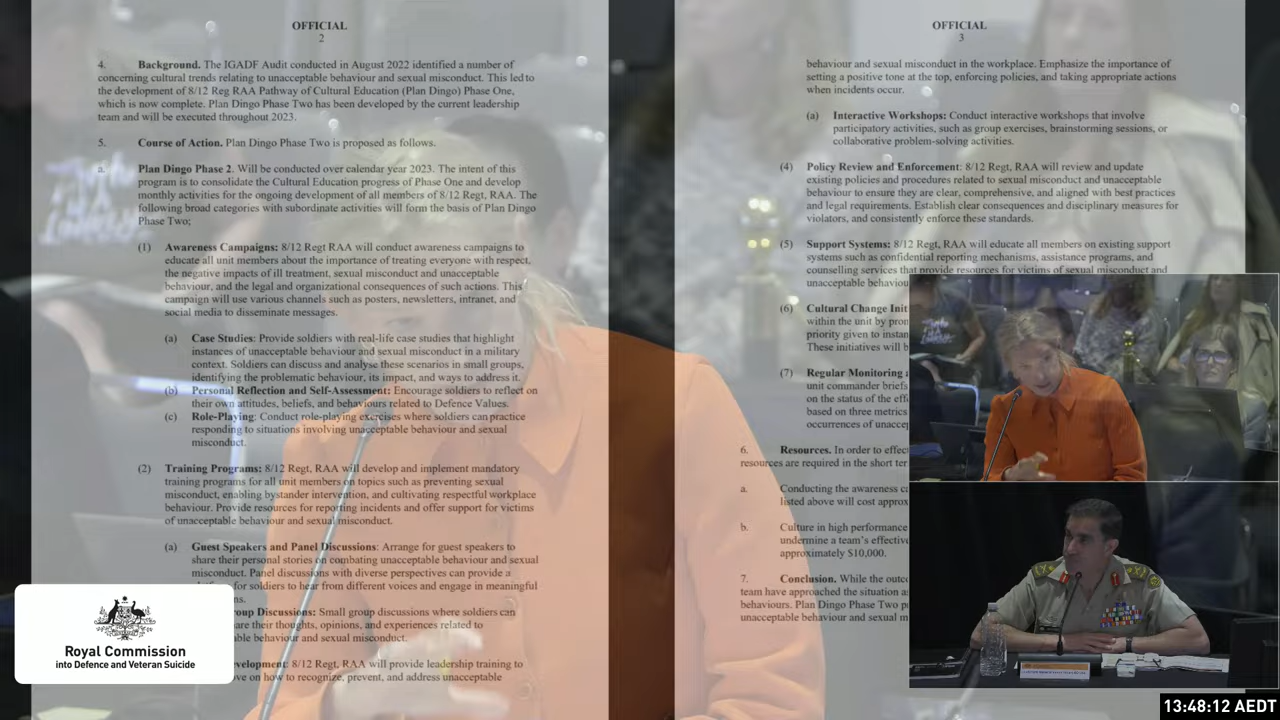 OFFICIAL
2
4. Background. The IGADF Audit conducted in August 2022 identified a number of
concerning cultural trends relating to unacceptable behaviour and sexual misconduct. This led to
the development of 8/12 Reg RAA Pathway of Cultural Education (Plan Dingo) Phase One,
which is now complete. Plan Dingo Phase Two has been developed by the current leadership
team and will be executed throughout 2023.
5. Course of Action. Plan Dingo Phase Two is proposed as follows.
a. Plan Dingo Phase 2. Will be conducted over calendar year 2023. The intent of this
program is to consolidate the Cultural Education progress of Phase One and develop
monthly activities for the ongoing development of all members of 8/12 Regt, RAA. The
following broad categories with subordinate activities will form the basis of Plan Dingo
Phase Two;
(1) Awareness Campaigns: 8/12 Regt RAA will conduct awareness campaigns to
educate all unit members about the importance of treating everyone with respect,
the negative impacts of ill treatment, sexual misconduct and unacceptable
behaviour, and the legal and organizational consequences of such actions. This
campaign will use various channels such as posters, newsletters, intranet, and
social media to disseminate messages.
(a) Case Studies: Provide soldiers with real-life case studies that highlight
instances of unacceptable behaviour and sexual misconduct in a military
context. Soldiers can discuss and analyse these scenarios in small groups,
identifying the problematic behaviour, its impact, and ways to address it.
(b) Personal Reflection and Self-Assessment: Encourage soldiers to reflect on
their own attitudes, beliefs, and behaviours related to Defence Values.
(c) Role-Playing: Conduct role-playing exercises where soldiers can practice
responding to situations involving unacceptable behaviour and sexual
misconduct.
(2) Training Programs: 8/12 Regt, RAA will develop and implement mandatory
training programs for all unit members on topics such as preventing sexual
misconduct, enabling bystander intervention, and cultivating respectful workplace
behaviour. Provide resources for reporting incidents and offer support for victims
of unacceptable behaviour and sexual misconduct.
(a) Guest Speakers and Panel Discussions: Arrange for guest speakers to
share their personal stories on combating unacceptable behaviour and sexual
misconduct. Panel discussions with diverse perspectives can provide a
for soldiers to hear from different voices and engage in meaningful
ns.
roup Discussions: Small group discussions where soldiers can
are their thoughts, opinions, and experiences related to
able behaviour and sexual misconduct.
evelopment: 8/12 Regt, RAA will provide leadership training to
ve on how to recognize, prevent, and address unacceptable
OFFICIAL
3
behaviour and sexual misconduct in the workplace. Emphasize the importance of
setting a positive tone at the top, enforcing policies, and taking appropriate actions
when incidents occur.
(a) Interactive Workshops: Conduct interactive workshops that involve
participatory activities, such as group exercises, brainstorming sessions, or
collaborative problem-solving activities.
(4) Policy Review and Enforcement: 8/12 Regt, RAA will review and update
existing policies and procedures related to sexual misconduct and unacceptable
behaviour to ensure they are clear, comprehensive, and aligned with best practices
and legal requirements. Establish clear consequences and disciplinary measures for
violators, and consistently enforce these standards.
(5) Support Systems: 8/12 Regt, RAA will educate all members on existing support
systems such as confidential reporting mechanisms, assistance programs, and
counselling services that provide resources for victims of sexual misconduct and
unacceptable behaviou
(6) Cultural Change Init
within the unit by pron
priority given to instan
These initiatives will b
(7) Regular Monitoring a
unit commander briefs
on the status of the eff
based on three metrics
occurrences of unaccep
6. Resources. In order to effec
resources are required in the short ter
a. Conducting the awareness ca
listed above will cost approx
b. Culture in high performance
undermine a team's effective
approximately $10,000.
7. Conclusion. While the outco
team have approached the situation as
behaviours. Plan Dingo Phase Two p
unacceptable behaviour and sexual m
Royal Commission
into Defence and Veteran Suicide
13:48:12 AEDT